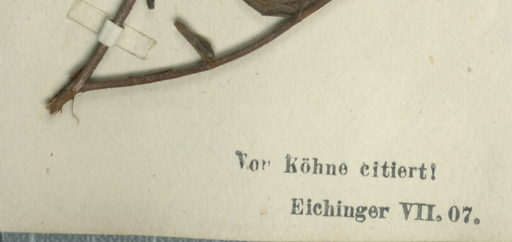 Von Köhne citiert!
Eichinger VII. 07.